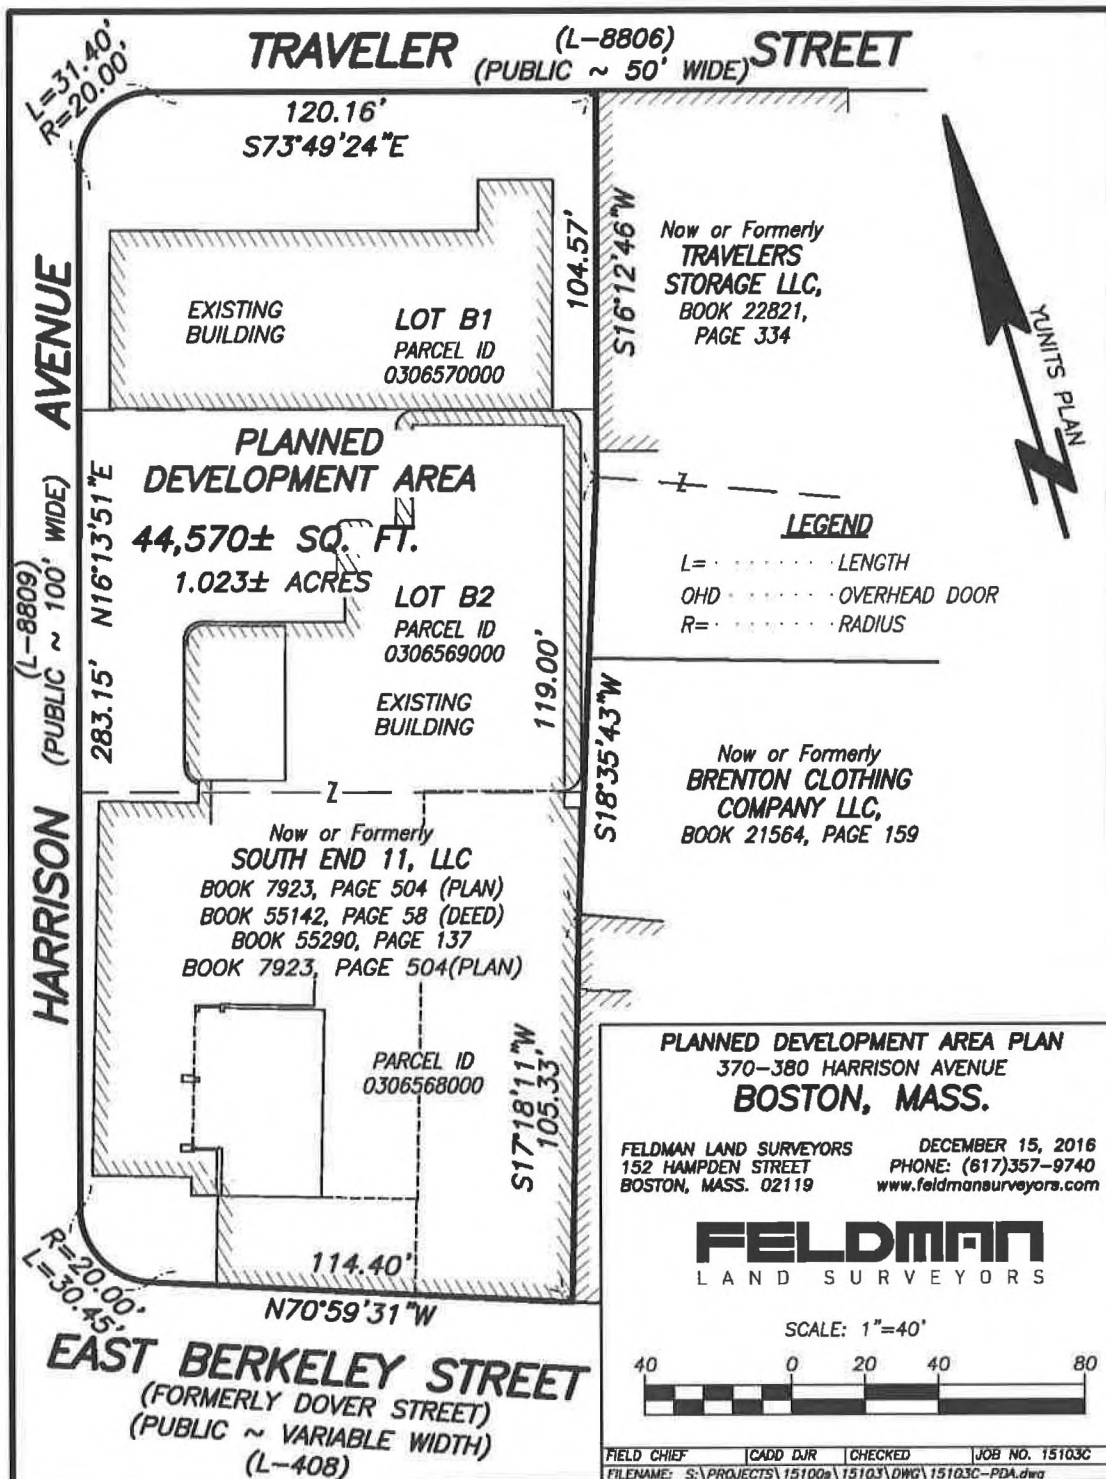 TRAVELER (L-8806) STREET
(PUBLIC ~ 50' WIDE)
L=31.40'
R=20.00'
120.16'
S73°49'24"E
HARRISON AVENUE
(PUBLIC ~ 100' WIDE)
(L-8809)
283.15' N16°13'51"E
EXISTING
BUILDING
LOT B1
PARCEL ID
0306570000
104.57'
S16°12'46"W
Now or Formerly
TRAVELERS
STORAGE LLC,
BOOK 22821,
PAGE 334
YUNITS PLAN
PLANNED
DEVELOPMENT AREA
44,570± SQ. FT.
1.023± ACRES
LOT B2
PARCEL ID
0306569000
EXISTING
BUILDING
119.00'
S18°35'43"W
Z
LEGEND
L= · · · · · · · · LENGTH
OHD · · · · · · · OVERHEAD DOOR
R= · · · · · · · · RADIUS
Now or Formerly
BRENTON CLOTHING
COMPANY LLC,
BOOK 21564, PAGE 159
Z
Now or Formerly
SOUTH END 11, LLC
BOOK 7923, PAGE 504 (PLAN)
BOOK 55142, PAGE 58 (DEED)
BOOK 55290, PAGE 137
BOOK 7923, PAGE 504(PLAN)
PARCEL ID
0306568000
S17°18'11"W
105.33'
114.40'
N70°59'31"W
R=20.00'
L=30.45'
EAST BERKELEY STREET
(FORMERLY DOVER STREET)
(PUBLIC ~ VARIABLE WIDTH)
(L-408)
PLANNED DEVELOPMENT AREA PLAN
370-380 HARRISON AVENUE
BOSTON, MASS.
FELDMAN LAND SURVEYORS
152 HAMPDEN STREET
BOSTON, MASS. 02119
DECEMBER 15, 2016
PHONE: (617)357-9740
www.feldmansurveyors.com
FELDMAN
LAND SURVEYORS
SCALE: 1"=40'
40 0 20 40 80
FIELD CHIEF CADD DJR CHECKED JOB NO. 15103C
FILENAME: S:\PROJECTS\15100s\15103\DWG\15103C-PDA.dwg